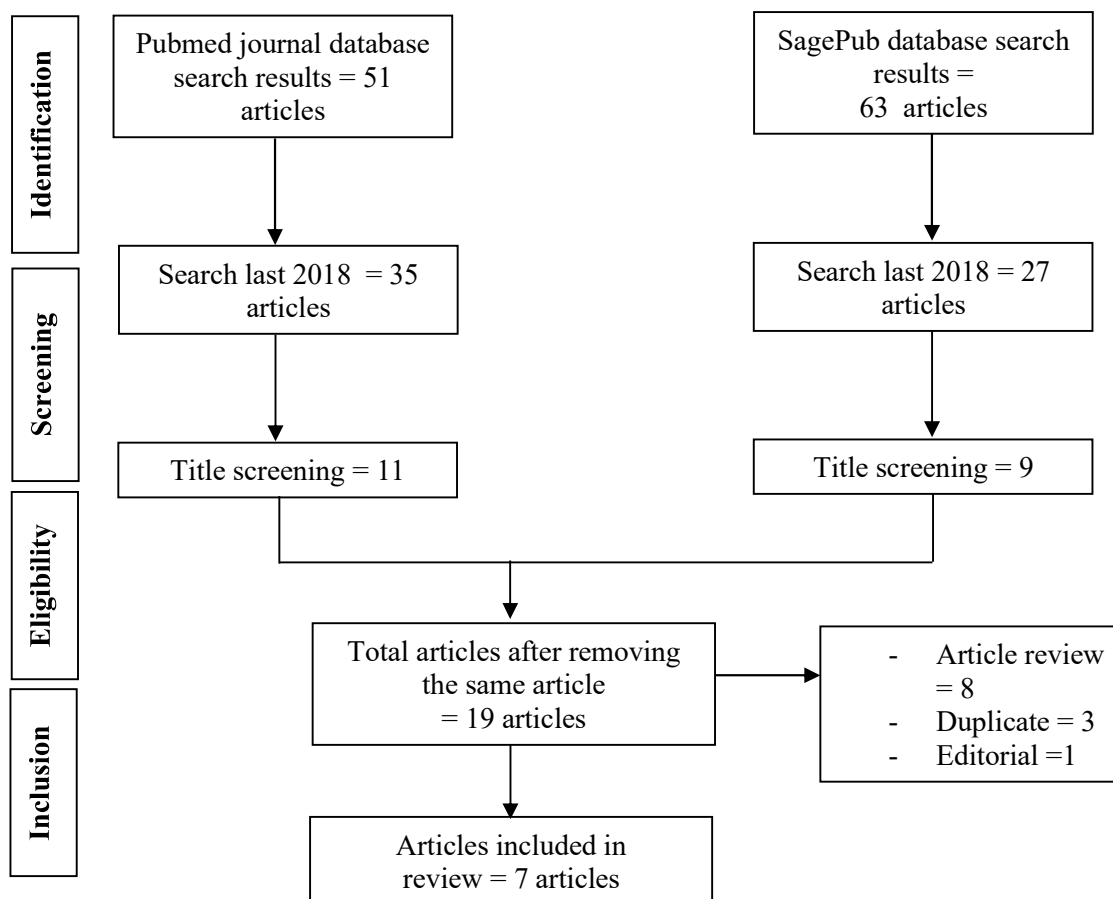 Identification
Pubmed journal database
search results = 51
articles
SagePub database search
results =
63 articles
Screening
Search last 2018 = 35
articles
Search last 2018 = 27
articles
Title screening = 11
Title screening = 9
Eligibility
Total articles after removing
the same article
= 19 articles
- Article review
= 8
- Duplicate = 3
- Editorial =1
Inclusion
Articles included in
review = 7 articles